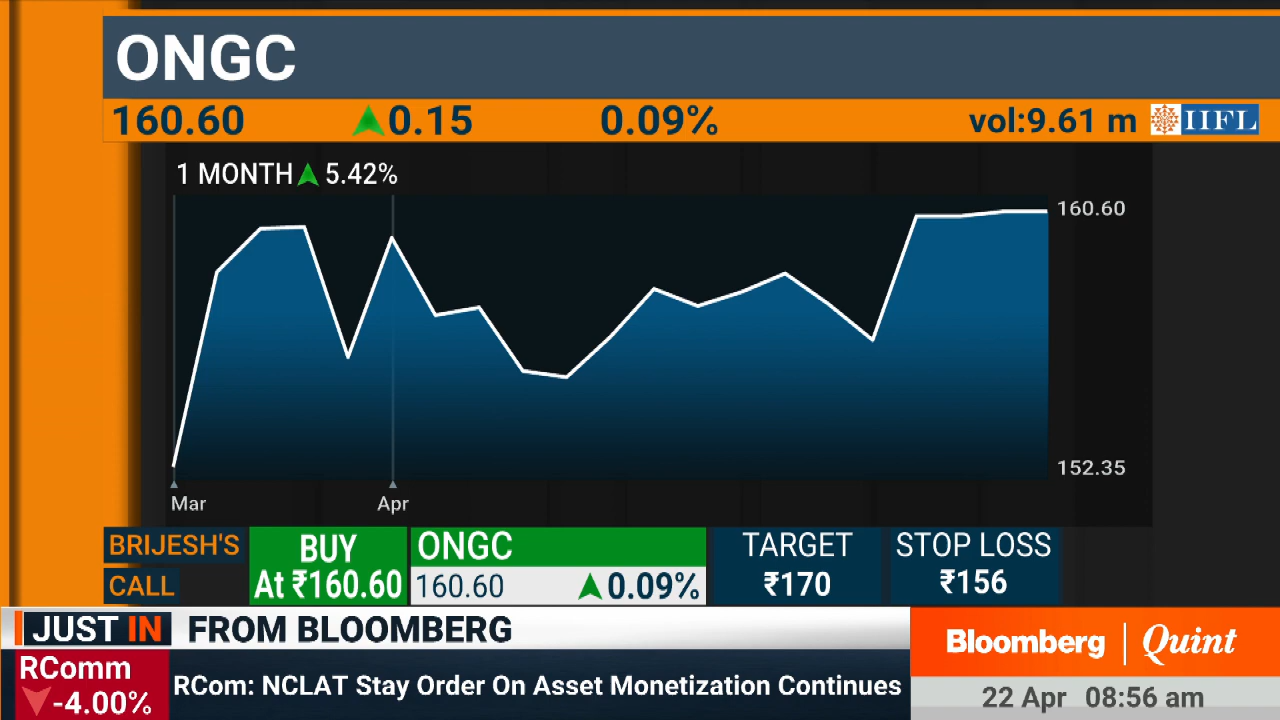 ONGC
160.60 ▲0.15 0.09% vol:9.61 m IIFL
1 MONTH ▲ 5.42%
160.60
152.35
Mar Apr
BRIJESH'S
CALL
BUY
At ₹160.60
ONGC
160.60 ▲0.09%
TARGET
₹170
STOP LOSS
₹156
JUST IN FROM BLOOMBERG
RComm
▼-4.00%
RCom: NCLAT Stay Order On Asset Monetization Continues
Bloomberg | Quint
22 Apr 08:56 am